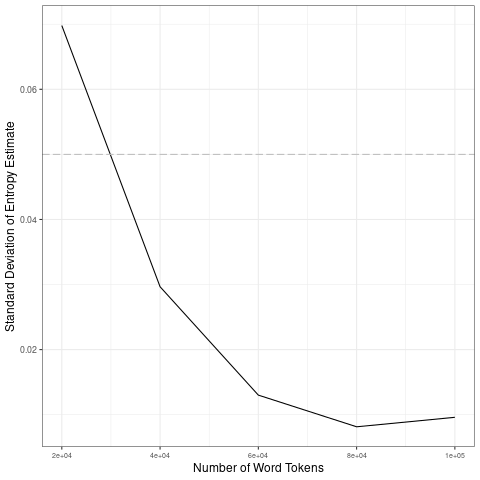 Standard Deviation of Entropy Estimate
0.06
0.04
0.02
2e+04 4e+04 6e+04 8e+04 1e+05
Number of Word Tokens